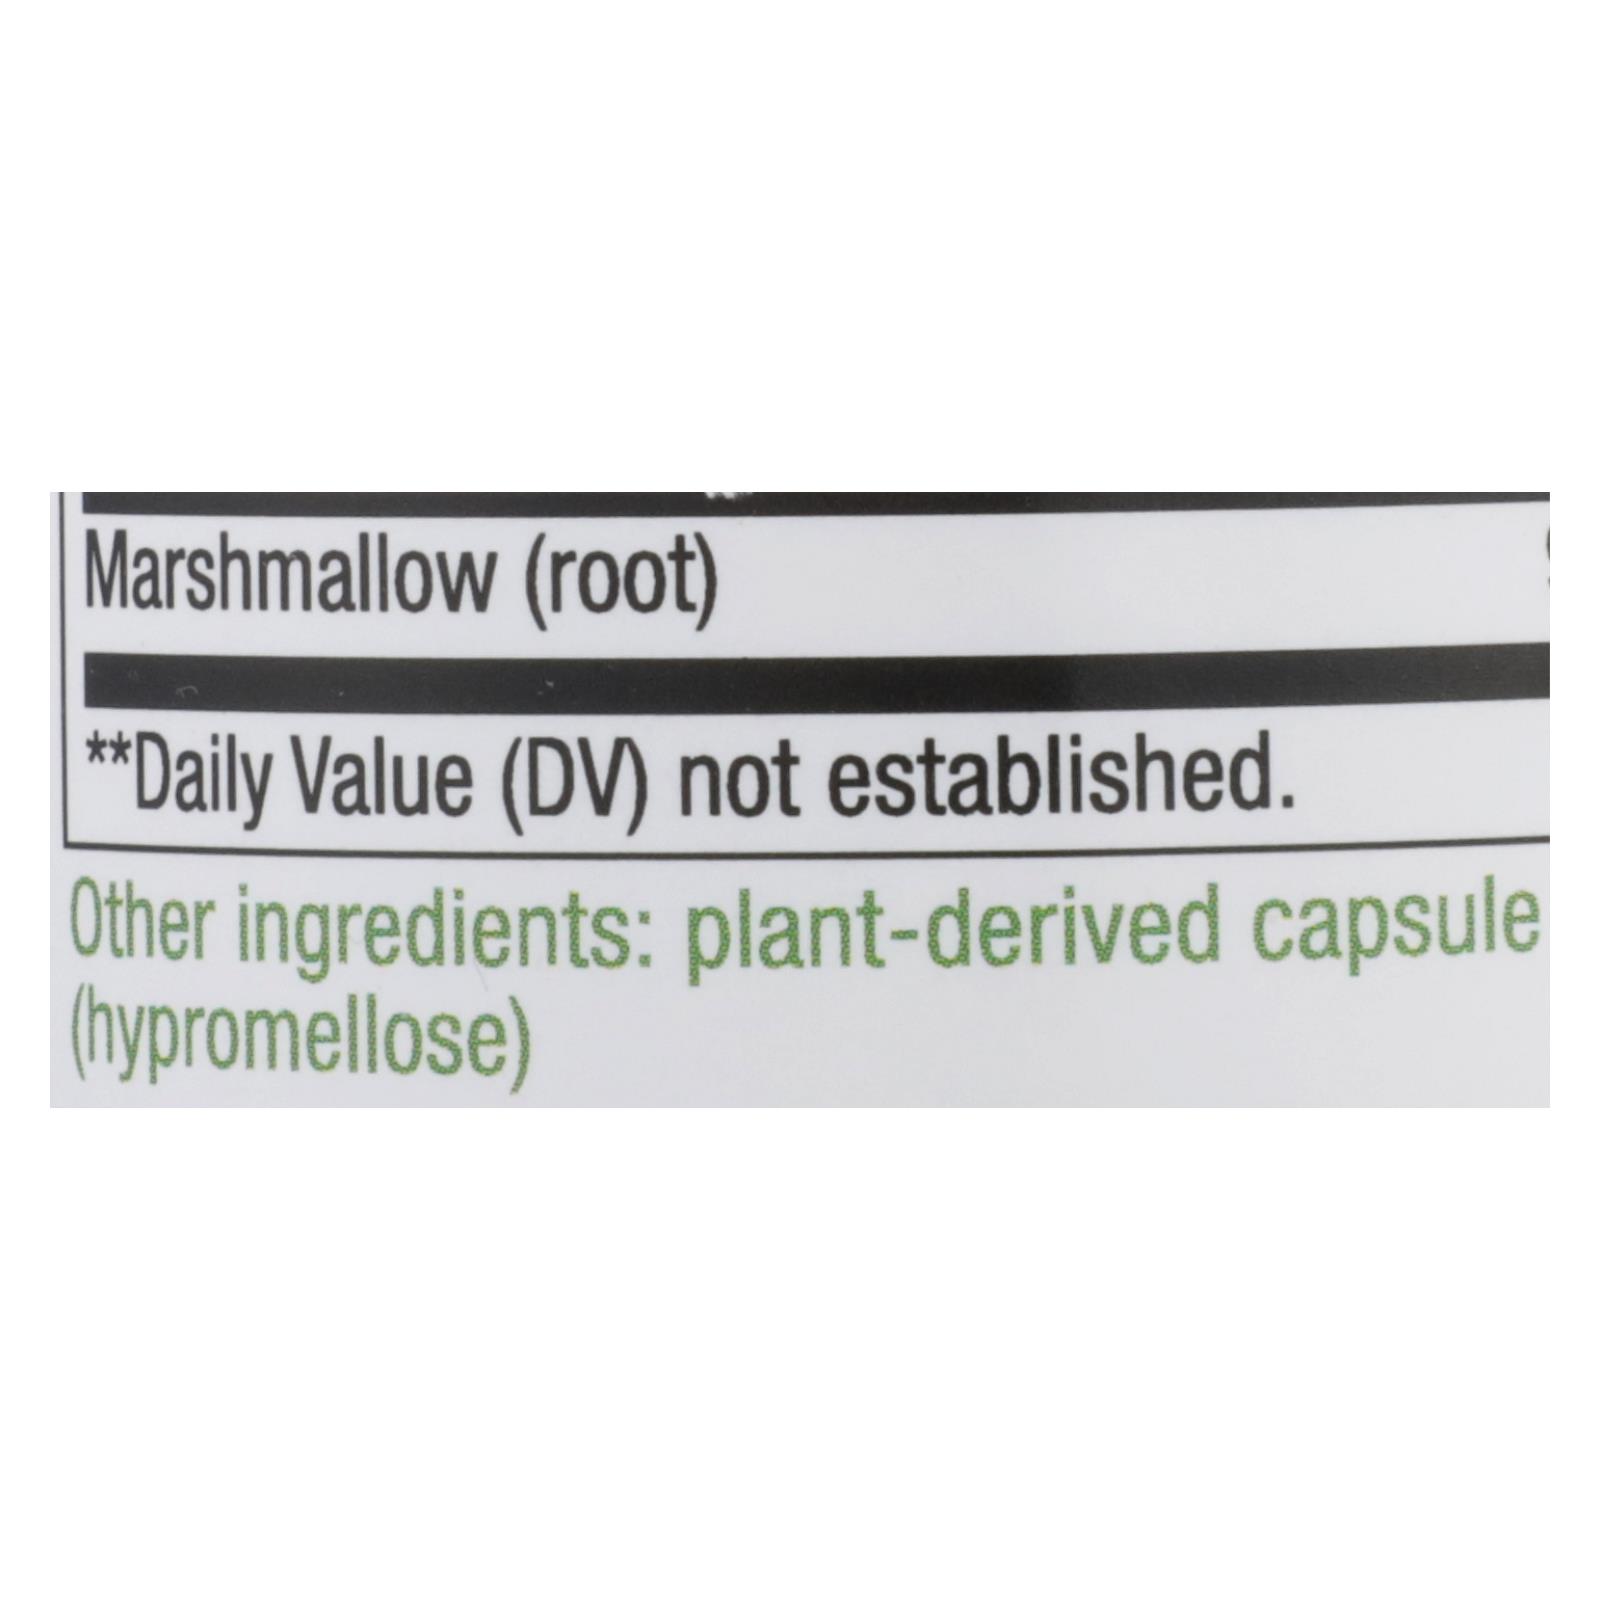 Marshmallow (root)
**Daily Value (DV) not established.
Other ingredients: plant-derived capsule
(hypromellose)